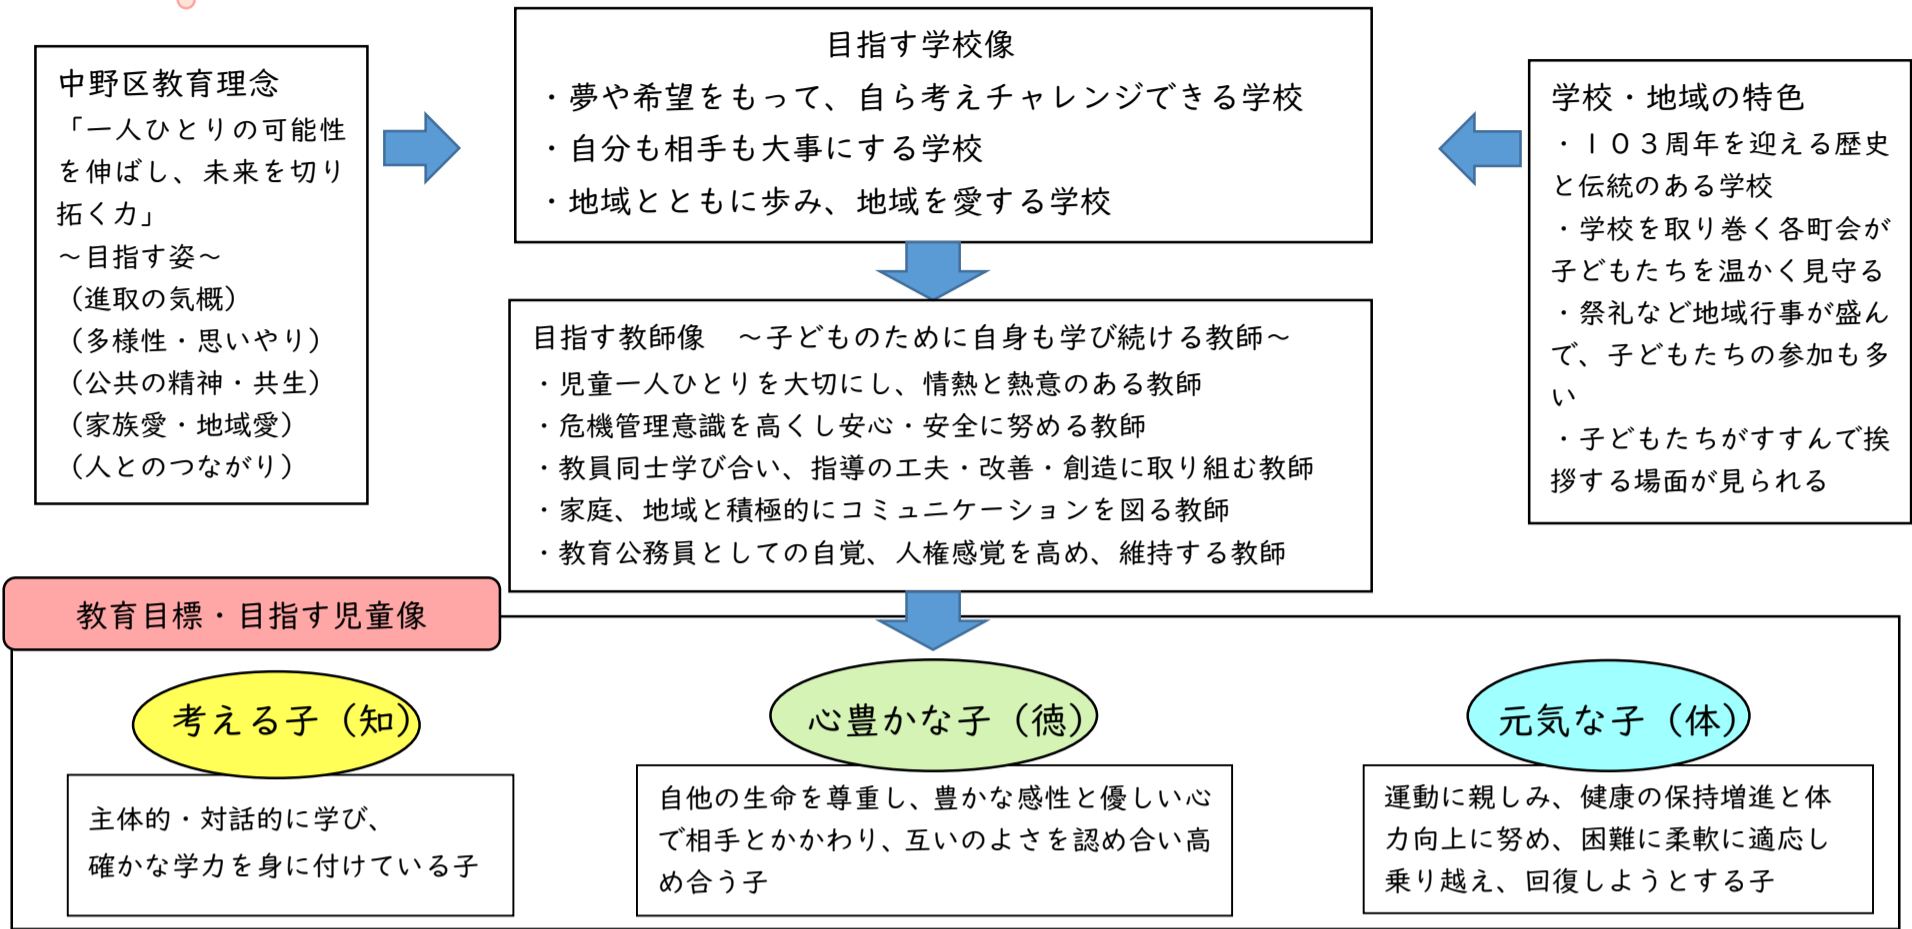 中野区教育理念
「一人ひとりの可能性
を伸ばし、未来を切り
拓く力」
~目指す姿~
(進取の気概)
(多様性・思いやり)
(公共の精神・共生)
(家族愛・地域愛)
(人とのつながり)
目指す学校像
・夢や希望をもって、自ら考えチャレンジできる学校
・自分も相手も大事にする学校
・地域とともに歩み、地域を愛する学校
学校・地域の特色
・103周年を迎える歴史
と伝統のある学校
・学校を取り巻く各町会が
子どもたちを温かく見守る
・祭礼など地域行事が盛ん
で、子どもたちの参加も多
い
・子どもたちがすすんで挨
拶する場面が見られる
目指す教師像 ~子どものために自身も学び続ける教師~
・児童一人ひとりを大切にし、情熱と熱意のある教師
・危機管理意識を高くし安心・安全に努める教師
・教員同士学び合い、指導の工夫・改善・創造に取り組む教師
・家庭、地域と積極的にコミュニケーションを図る教師
・教育公務員としての自覚、人権感覚を高め、維持する教師
教育目標・目指す児童像
考える子(知)
主体的・対話的に学び、
確かな学力を身に付けている子
心豊かな子(徳)
自他の生命を尊重し、豊かな感性と優しい心
で相手とかかわり、互いのよさを認め合い高
め合う子
元気な子(体)
運動に親しみ、健康の保持増進と体
力向上に努め、困難に柔軟に適応し
乗り越え、回復しようとする子